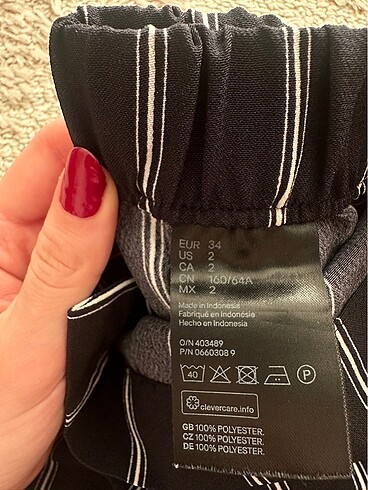 EUR 34
US 2
CA 2
CN 160/64A
MX 2
Made in Indonesia
Fabriqué en Indonésie
Hecho en Indonesia
O/N 403489
P/N 0660308 9
40 P
clevercare.info
GB 100% POLYESTER.
CZ 100% POLYESTER.
DE 100% POLYESTER.